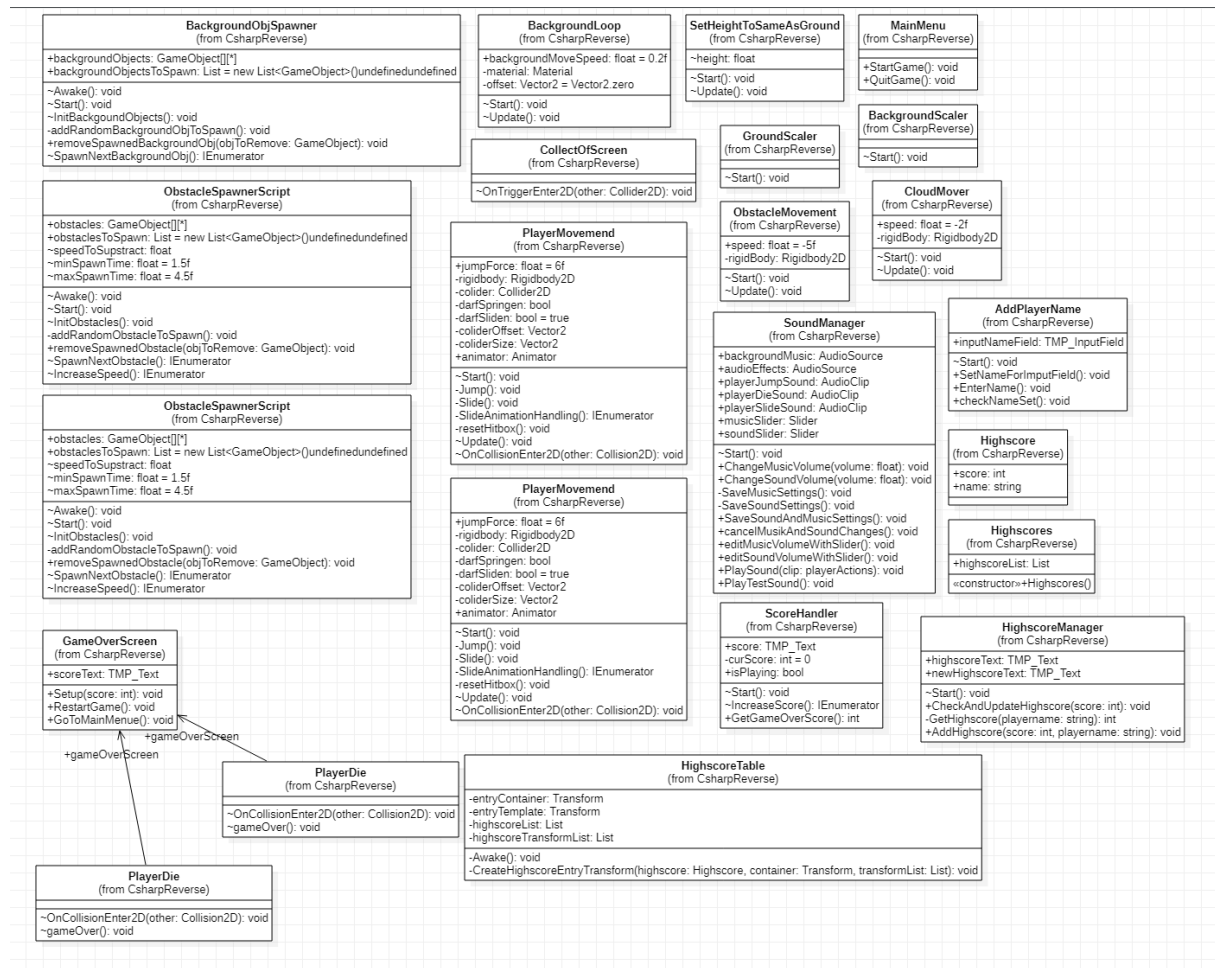 BackgroundObjSpawner
(from CsharpReverse)
+backgroundObjects: GameObject[][*]
+backgroundObjectsToSpawn: List = new List<GameObject>()undefinedundefined
~Awake(): void
~Start(): void
~InitBackgoundObjects(): void
-addRandomBackgroundObjToSpawn(): void
+removeSpawnedBackgroundObj(objToRemove: GameObject): void
~SpawnNextBackgroundObj(): IEnumerator
BackgroundLoop
(from CsharpReverse)
+backgroundMoveSpeed: float = 0.2f
-material: Material
-offset: Vector2 = Vector2.zero
~Start(): void
~Update(): void
SetHeightToSameAsGround
(from CsharpReverse)
~height: float
~Start(): void
~Update(): void
MainMenu
(from CsharpReverse)
+StartGame(): void
+QuitGame(): void
BackgroundScaler
(from CsharpReverse)
~Start(): void
GroundScaler
(from CsharpReverse)
~Start(): void
CollectOfScreen
(from CsharpReverse)
~OnTriggerEnter2D(other: Collider2D): void
ObstacleSpawnerScript
(from CsharpReverse)
+obstacles: GameObject[][*]
+obstaclesToSpawn: List = new List<GameObject>()undefinedundefined
~speedToSupstract: float
~minSpawnTime: float = 1.5f
~maxSpawnTime: float = 4.5f
~Awake(): void
~Start(): void
~InitObstacles(): void
-addRandomObstacleToSpawn(): void
+removeSpawnedObstacle(objToRemove: GameObject): void
~SpawnNextObstacle(): IEnumerator
~IncreaseSpeed(): IEnumerator
PlayerMovemend
(from CsharpReverse)
+jumpForce: float = 6f
-rigidbody: Rigidbody2D
-colider: Collider2D
-darfSpringen: bool
-darfSliden: bool = true
-coliderOffset: Vector2
-coliderSize: Vector2
+animator: Animator
~Start(): void
-Jump(): void
-Slide(): void
-SlideAnimationHandling(): IEnumerator
-resetHitbox(): void
~Update(): void
~OnCollisionEnter2D(other: Collision2D): void
ObstacleMovement
(from CsharpReverse)
+speed: float = -5f
-rigidBody: Rigidbody2D
~Start(): void
~Update(): void
CloudMover
(from CsharpReverse)
+speed: float = -2f
-rigidBody: Rigidbody2D
~Start(): void
~Update(): void
SoundManager
(from CsharpReverse)
+backgroundMusic: AudioSource
+audioEffects: AudioSource
+playerJumpSound: AudioClip
+playerDieSound: AudioClip
+playerSlideSound: AudioClip
+musicSlider: Slider
+soundSlider: Slider
~Start(): void
+ChangeMusicVolume(volume: float): void
+ChangeSoundVolume(volume: float): void
-SaveMusicSettings(): void
-SaveSoundSettings(): void
+SaveSoundAndMusicSettings(): void
+cancelMusikAndSoundChanges(): void
+editMusicVolumeWithSlider(): void
+editSoundVolumeWithSlider(): void
+PlaySound(clip: playerActions): void
+PlayTestSound(): void
AddPlayerName
(from CsharpReverse)
+inputNameField: TMP_InputField
~Start(): void
+SetNameForImputField(): void
+EnterName(): void
+checkNameSet(): void
ObstacleSpawnerScript
(from CsharpReverse)
+obstacles: GameObject[][*]
+obstaclesToSpawn: List = new List<GameObject>()undefinedundefined
~speedToSupstract: float
~minSpawnTime: float = 1.5f
~maxSpawnTime: float = 4.5f
~Awake(): void
~Start(): void
~InitObstacles(): void
-addRandomObstacleToSpawn(): void
+removeSpawnedObstacle(objToRemove: GameObject): void
~SpawnNextObstacle(): IEnumerator
~IncreaseSpeed(): IEnumerator
PlayerMovemend
(from CsharpReverse)
+jumpForce: float = 6f
-rigidbody: Rigidbody2D
-colider: Collider2D
-darfSpringen: bool
-darfSliden: bool = true
-coliderOffset: Vector2
-coliderSize: Vector2
+animator: Animator
~Start(): void
-Jump(): void
-Slide(): void
-SlideAnimationHandling(): IEnumerator
-resetHitbox(): void
~Update(): void
~OnCollisionEnter2D(other: Collision2D): void
Highscore
(from CsharpReverse)
+score: int
+name: string
Highscores
(from CsharpReverse)
+highscoreList: List
«constructor»+Highscores()
ScoreHandler
(from CsharpReverse)
+score: TMP_Text
-curScore: int = 0
+isPlaying: bool
~Start(): void
~IncreaseScore(): IEnumerator
+GetGameOverScore(): int
HighscoreManager
(from CsharpReverse)
+highscoreText: TMP_Text
+newHighscoreText: TMP_Text
~Start(): void
+CheckAndUpdateHighscore(score: int): void
-GetHighscore(playername: string): int
+AddHighscore(score: int, playername: string): void
GameOverScreen
(from CsharpReverse)
+scoreText: TMP_Text
+Setup(score: int): void
+RestartGame(): void
+GoToMainMenue(): void
+gameOverScreen
+gameOverScreen
PlayerDie
(from CsharpReverse)
~OnCollisionEnter2D(other: Collision2D): void
~gameOver(): void
HighscoreTable
(from CsharpReverse)
-entryContainer: Transform
-entryTemplate: Transform
-highscoreList: List
-highscoreTransformList: List
-Awake(): void
-CreateHighscoreEntryTransform(highscore: Highscore, container: Transform, transformList: List): void
PlayerDie
(from CsharpReverse)
~OnCollisionEnter2D(other: Collision2D): void
~gameOver(): void